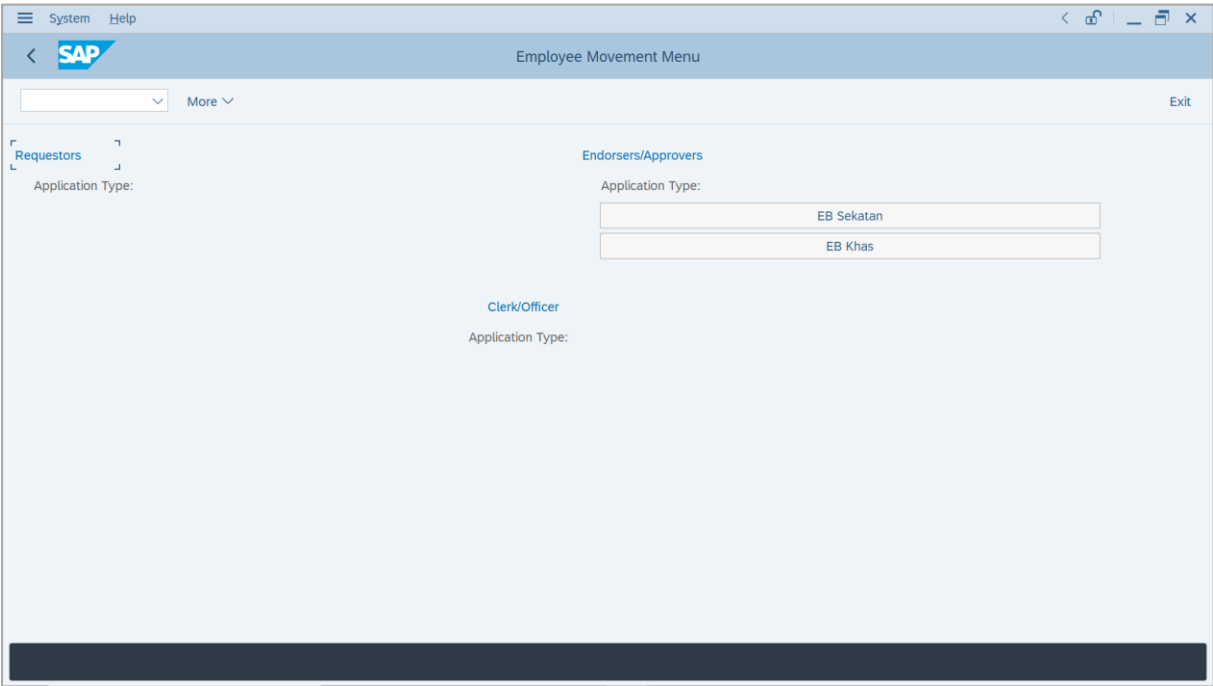 System Help
SAP
Employee Movement Menu
More
Exit
Requestors
Application Type:
Endorsers/Approvers
Application Type:
EB Sekatan
EB Khas
Clerk/Officer
Application Type: